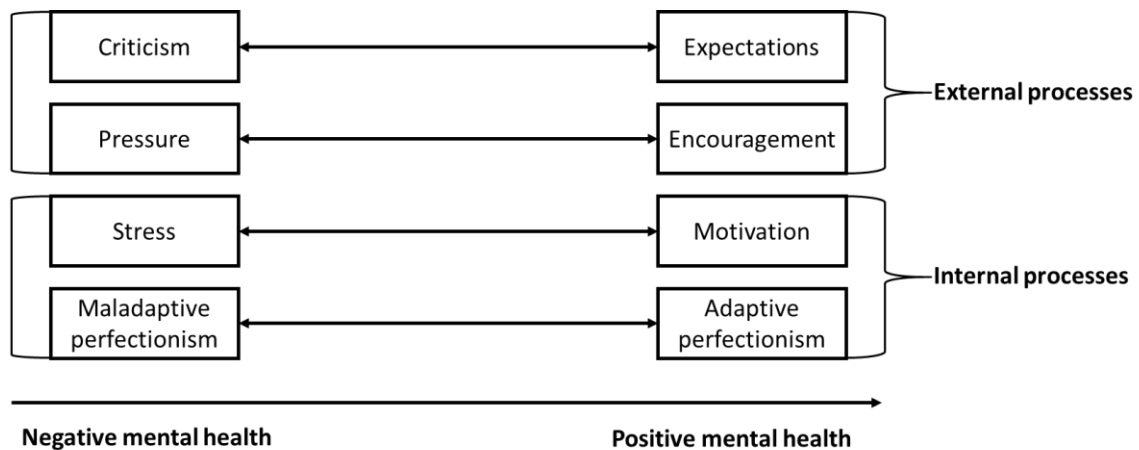 Criticism
Expectations
External processes
Pressure
Encouragement
Stress
Motivation
Internal processes
Maladaptive
perfectionism
Adaptive
perfectionism
Negative mental health
Positive mental health